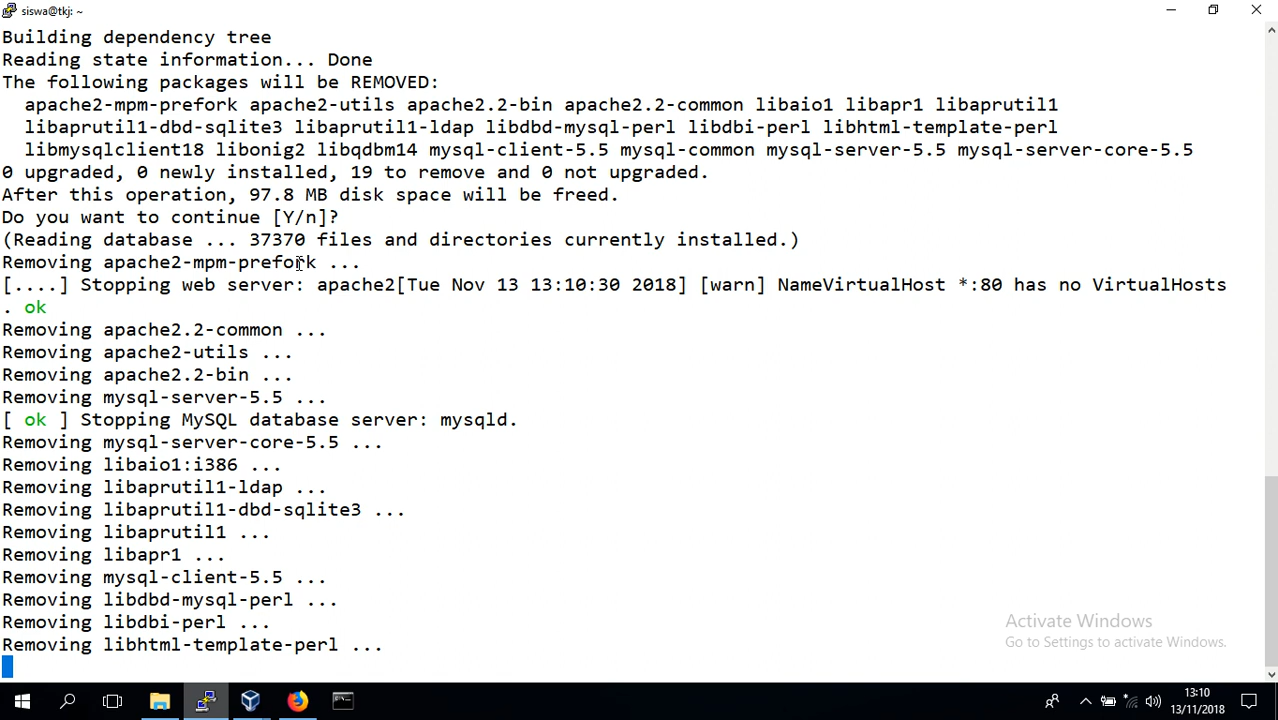 siswa@tkj: ~
Building dependency tree
Reading state information... Done
The following packages will be REMOVED:
  apache2-mpm-prefork apache2-utils apache2.2-bin apache2.2-common libaio1 libapr1 libaprutil1
  libaprutil1-dbd-sqlite3 libaprutil1-ldap libdbd-mysql-perl libdbi-perl libhtml-template-perl
  libmysqlclient18 libonig2 libqdbm14 mysql-client-5.5 mysql-common mysql-server-5.5 mysql-server-core-5.5
0 upgraded, 0 newly installed, 19 to remove and 0 not upgraded.
After this operation, 97.8 MB disk space will be freed.
Do you want to continue [Y/n]?
(Reading database ... 37370 files and directories currently installed.)
Removing apache2-mpm-prefork ...
[....] Stopping web server: apache2[Tue Nov 13 13:10:30 2018] [warn] NameVirtualHost *:80 has no VirtualHosts
. ok
Removing apache2.2-common ...
Removing apache2-utils ...
Removing apache2.2-bin ...
Removing mysql-server-5.5 ...
[ ok ] Stopping MySQL database server: mysqld.
Removing mysql-server-core-5.5 ...
Removing libaio1:i386 ...
Removing libaprutil1-ldap ...
Removing libaprutil1-dbd-sqlite3 ...
Removing libaprutil1 ...
Removing libapr1 ...
Removing mysql-client-5.5 ...
Removing libdbd-mysql-perl ...
Removing libdbi-perl ...
Removing libhtml-template-perl ...
Activate Windows
Go to Settings to activate Windows.
13:10
13/11/2018